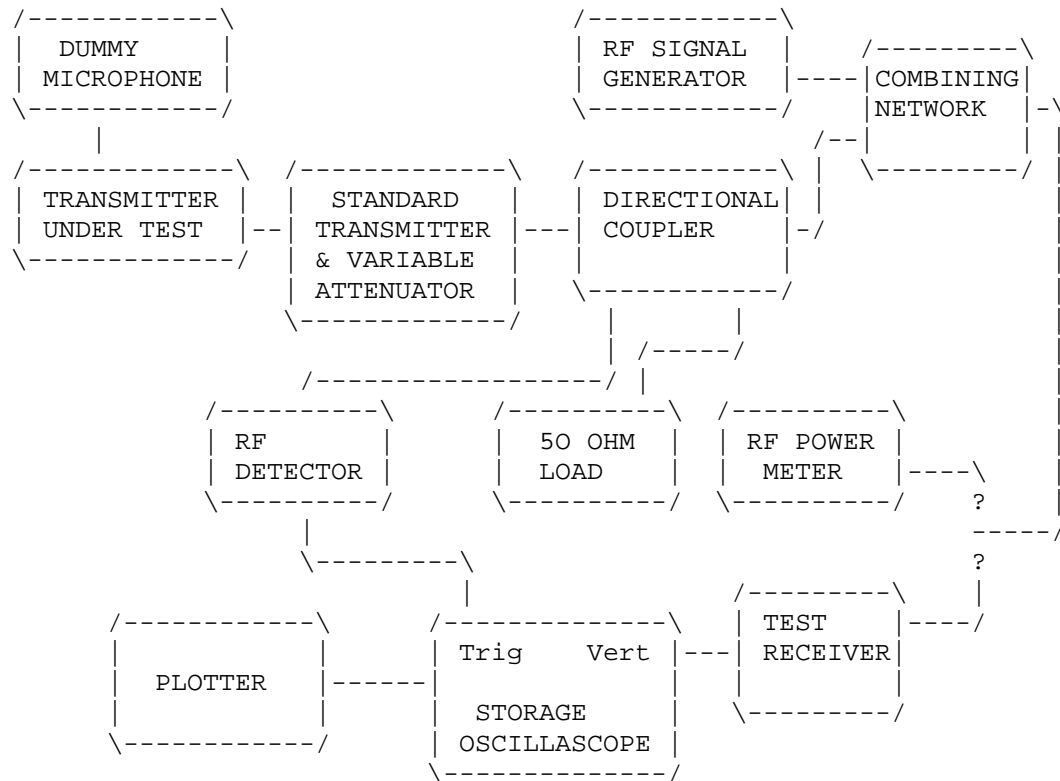 DUMMY
MICROPHONE
RF SIGNAL
GENERATOR
COMBINING
NETWORK
TRANSMITTER
UNDER TEST
STANDARD
TRANSMITTER
& VARIABLE
ATTENUATOR
DIRECTIONAL
COUPLER
RF
DETECTOR
50 OHM
LOAD
RF POWER
METER
?
?
TEST
RECEIVER
Trig Vert
STORAGE
OSCILLASCOPE
PLOTTER